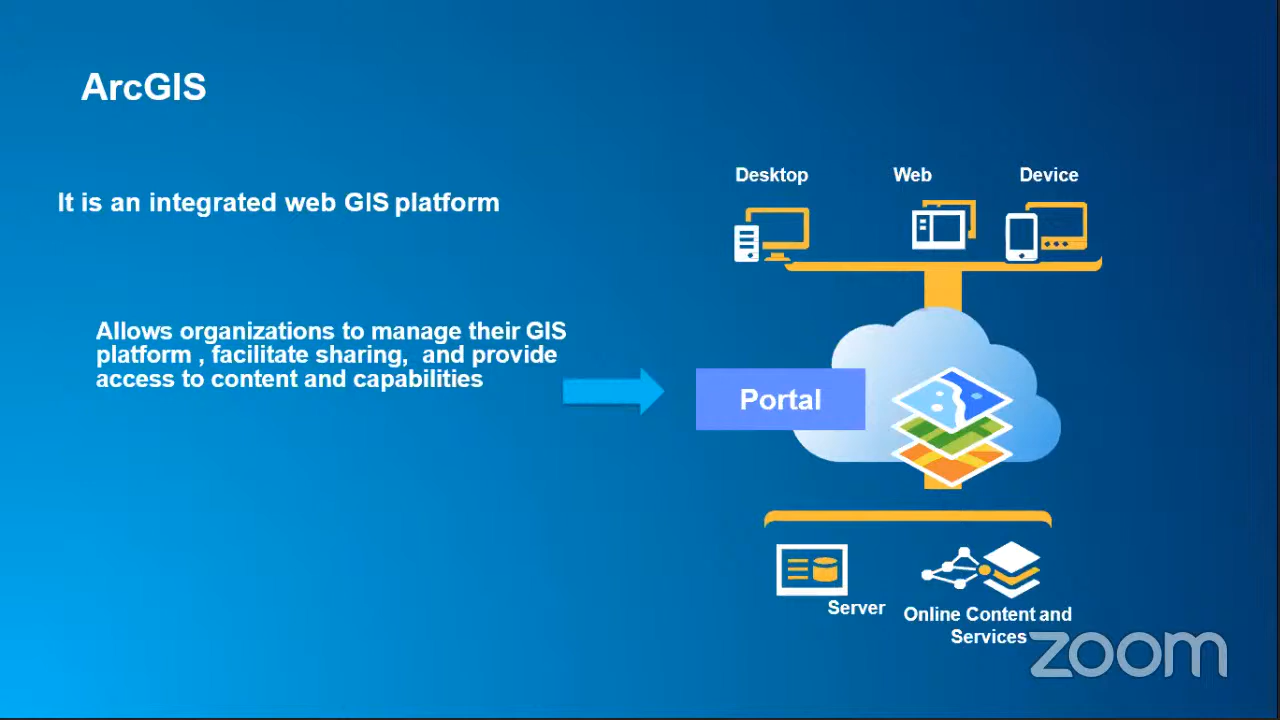 ArcGIS
It is an integrated web GIS platform
Allows organizations to manage their GIS
platform , facilitate sharing,  and provide
access to content and capabilities
Desktop
Web
Device
Portal
Server
Online Content and
Services
zoom